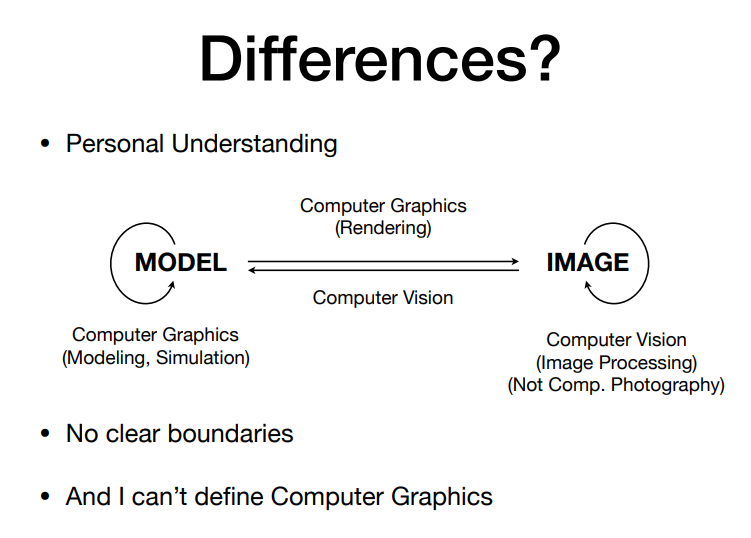 Differences?
• Personal Understanding
Computer Graphics
(Rendering)
MODEL
IMAGE
Computer Vision
Computer Graphics
(Modeling, Simulation)
Computer Vision
(Image Processing)
(Not Comp. Photography)
• No clear boundaries
• And I can’t define Computer Graphics